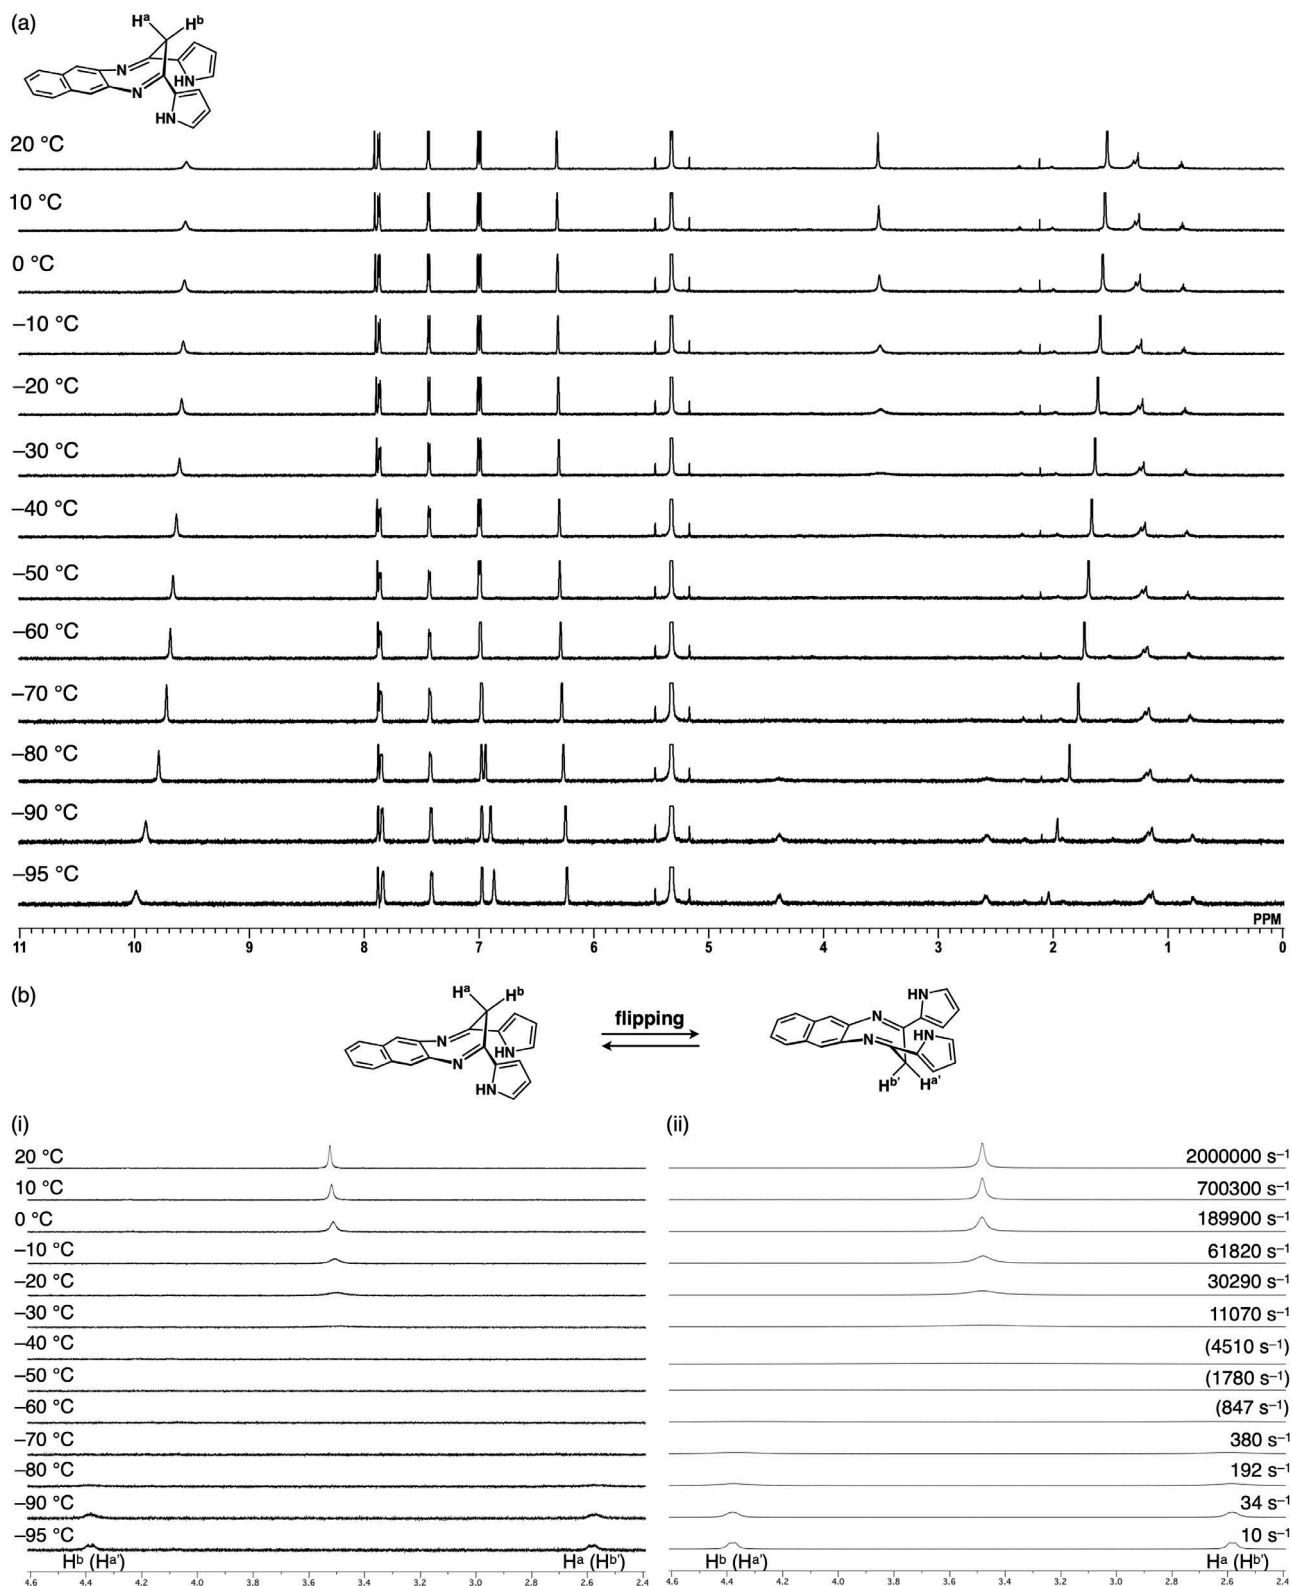 (a)
Hᵃ Hᵇ
N
HN
N
HN
20 °C
10 °C
0 °C
–10 °C
–20 °C
–30 °C
–40 °C
–50 °C
–60 °C
–70 °C
–80 °C
–90 °C
–95 °C
PPM
11 10 9 8 7 6 5 4 3 2 1 0
(b)
Hᵃ Hᵇ
N
HN
N
HN
flipping
HN
N
HN
N
Hᵇ′ Hᵃ′
(i)
20 °C
10 °C
0 °C
–10 °C
–20 °C
–30 °C
–40 °C
–50 °C
–60 °C
–70 °C
–80 °C
–90 °C
–95 °C
Hᵇ (Hᵃ′) Hᵃ (Hᵇ′)
4.6 4.4 4.2 4.0 3.8 3.6 3.4 3.2 3.0 2.8 2.6 2.4
(ii)
2000000 s⁻¹
700300 s⁻¹
189900 s⁻¹
61820 s⁻¹
30290 s⁻¹
11070 s⁻¹
(4510 s⁻¹)
(1780 s⁻¹)
(847 s⁻¹)
380 s⁻¹
192 s⁻¹
34 s⁻¹
10 s⁻¹
Hᵇ (Hᵃ′) Hᵃ (Hᵇ′)
4.6 4.4 4.2 4.0 3.8 3.6 3.4 3.2 3.0 2.8 2.6 2.4